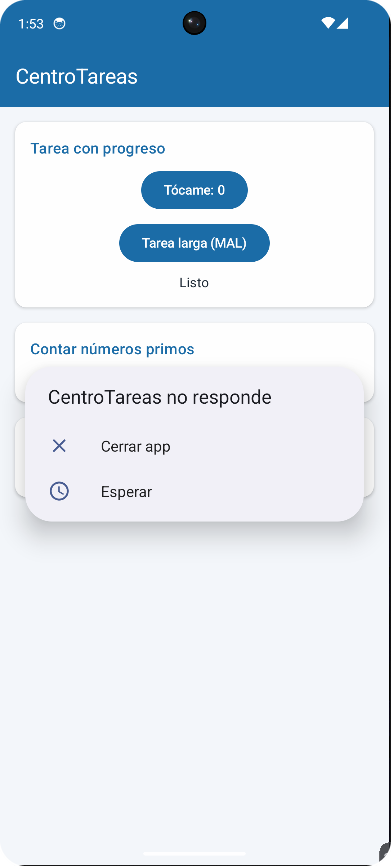 1:53
CentroTareas
Tarea con progreso
Tócame: 0
Tarea larga (MAL)
Listo
Contar números primos
CentroTareas no responde
Cerrar app
Esperar